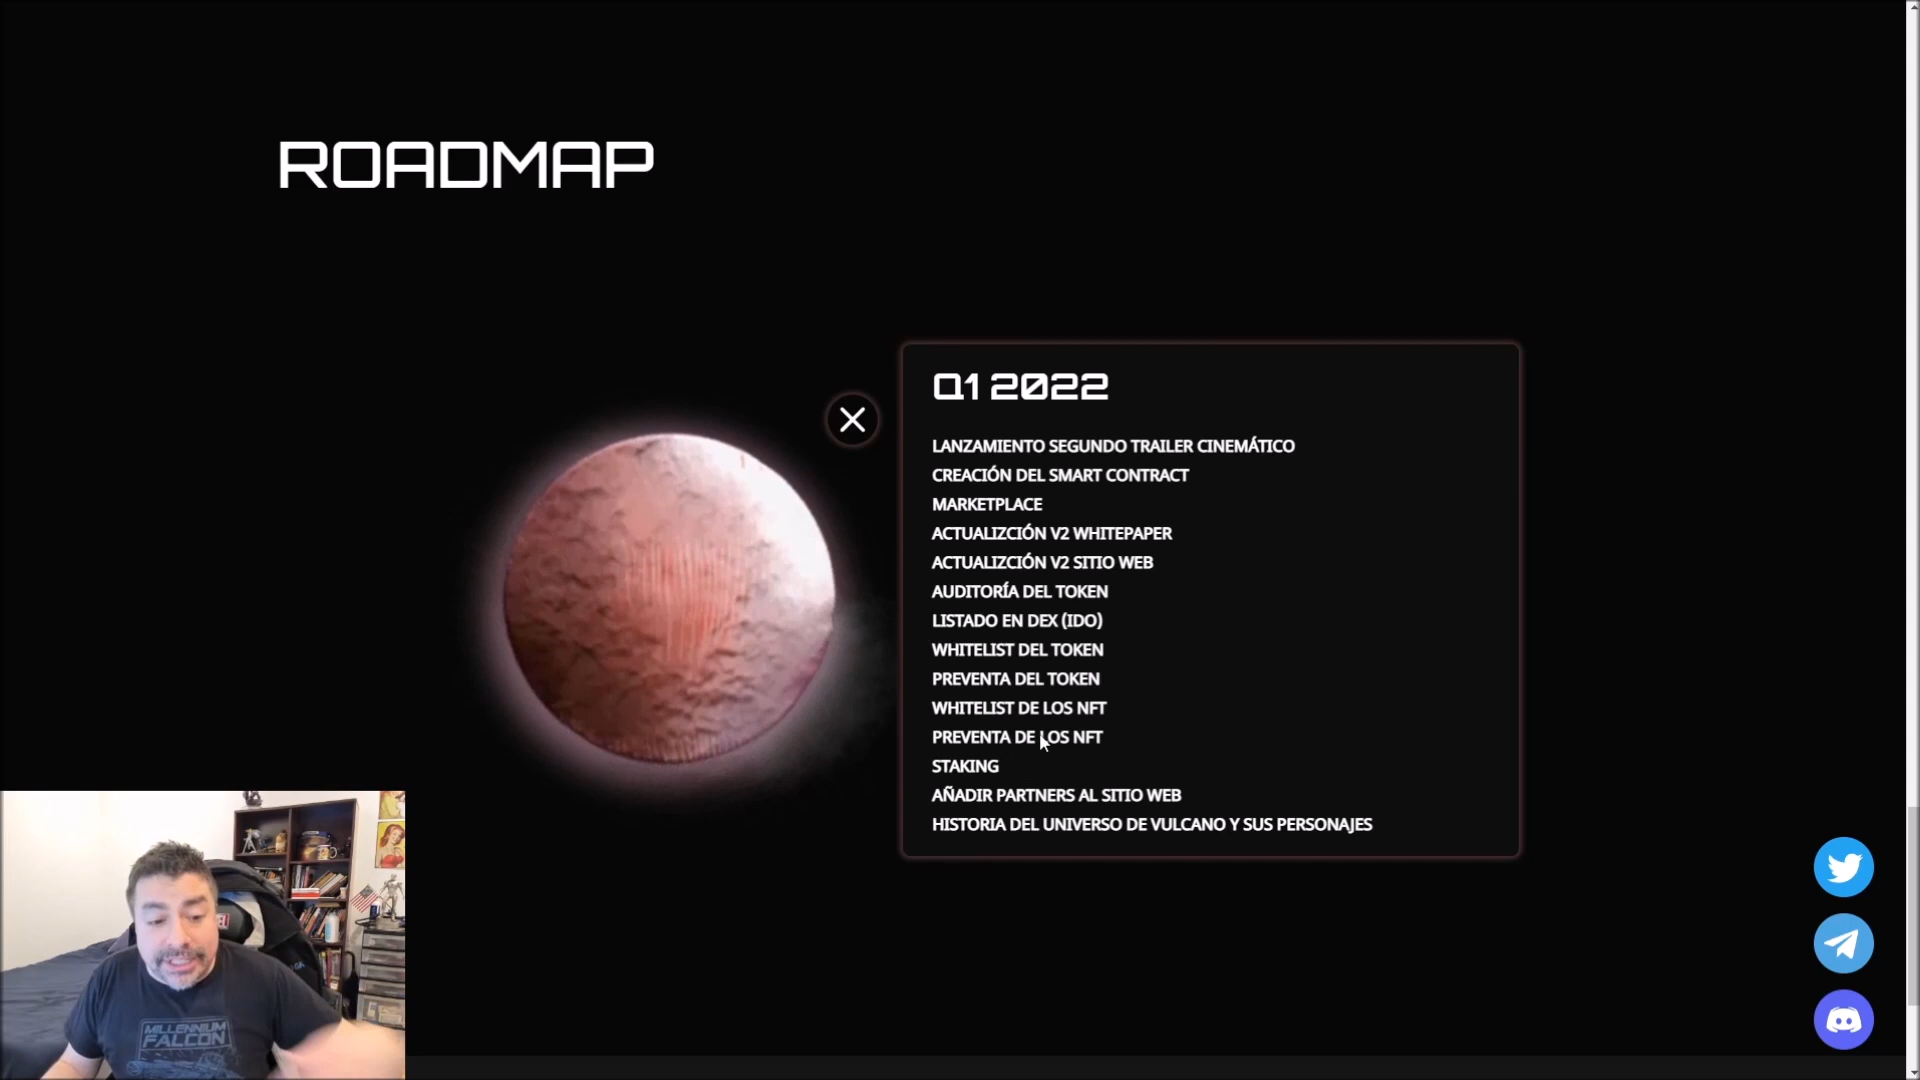 ROADMAP
Q1 2022
LANZAMIENTO SEGUNDO TRAILER CINEMÁTICO
CREACIÓN DEL SMART CONTRACT
MARKETPLACE
ACTUALIZCIÓN V2 WHITEPAPER
ACTUALIZCIÓN V2 SITIO WEB
AUDITORÍA DEL TOKEN
LISTADO EN DEX (IDO)
WHITELIST DEL TOKEN
PREVENTA DEL TOKEN
WHITELIST DE LOS NFT
PREVENTA DE LOS NFT
STAKING
AÑADIR PARTNERS AL SITIO WEB
HISTORIA DEL UNIVERSO DE VULCANO Y SUS PERSONAJES
MILLENNIUM
FALCON